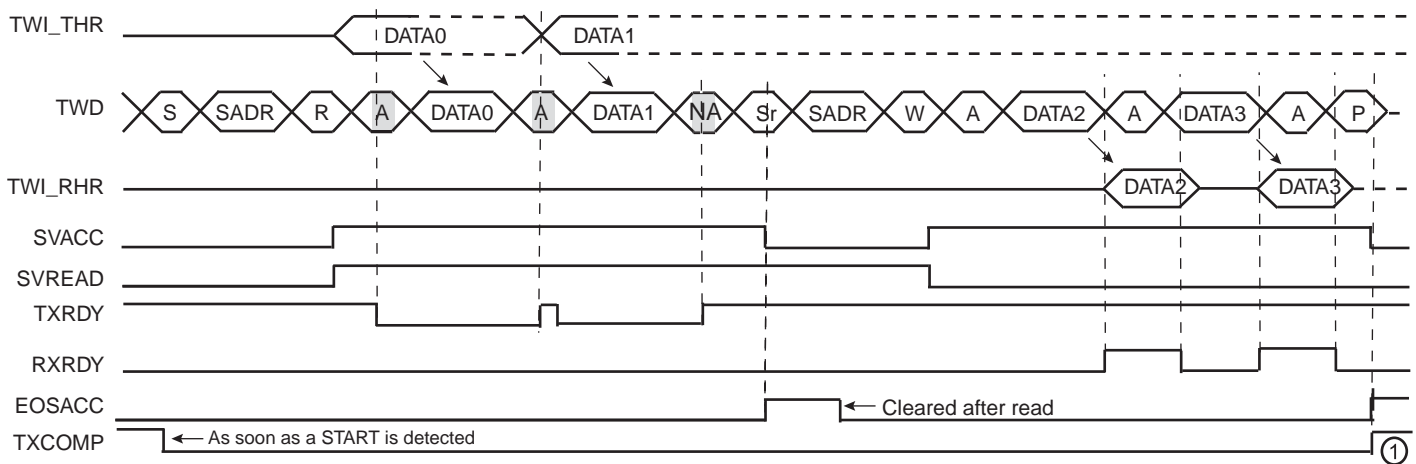 TWI_THR DATA0 DATA1
TWD S SADR R A DATA0 A DATA1 NA Sr SADR W A DATA2 A DATA3 A P
TWI_RHR DATA2 DATA3
SVACC
SVREAD
TXRDY
RXRDY
EOSACC Cleared after read
TXCOMP As soon as a START is detected 1